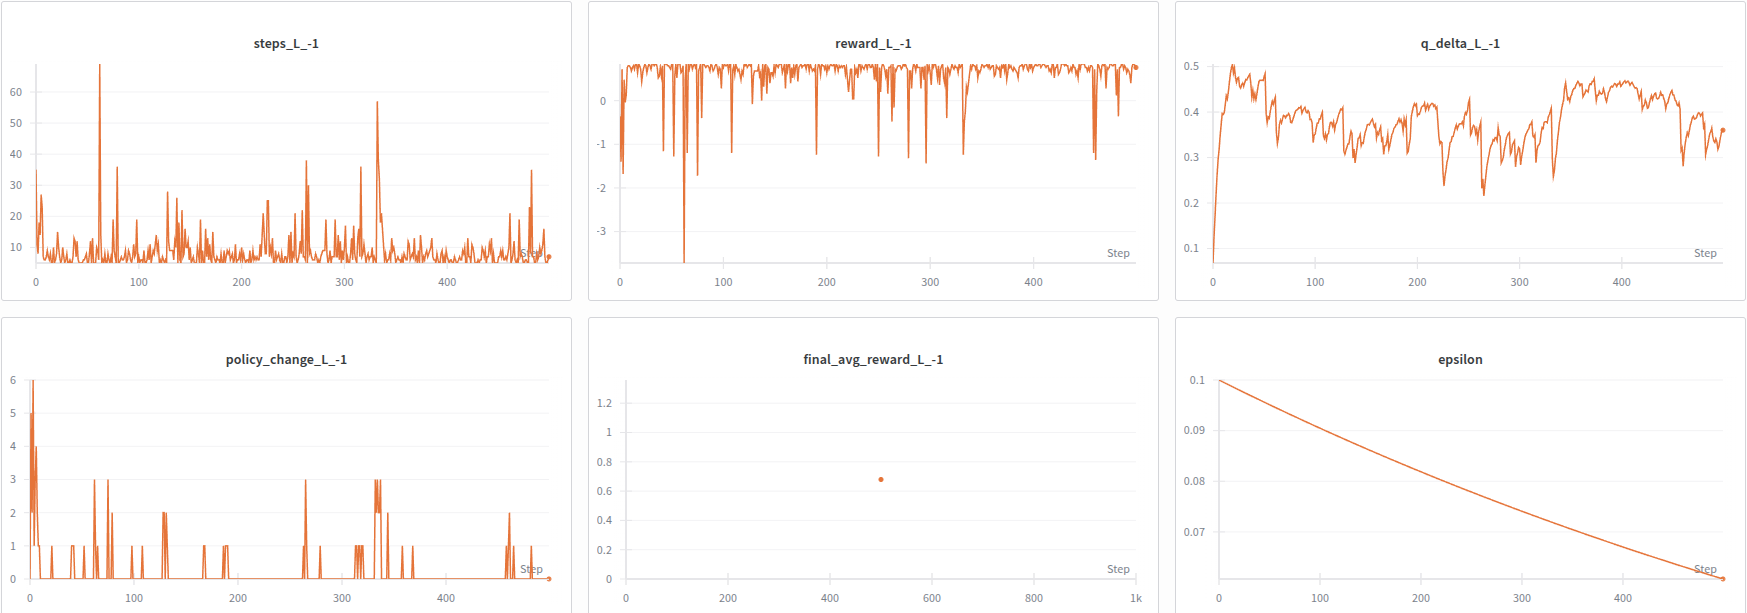 steps_L_-1
60
50
40
30
20
10
Step
0 100 200 300 400
reward_L_-1
0
-1
-2
-3
Step
0 100 200 300 400
q_delta_L_-1
0.5
0.4
0.3
0.2
0.1
Step
0 100 200 300 400
policy_change_L_-1
6
5
4
3
2
1
0
Step
0 100 200 300 400
final_avg_reward_L_-1
1.2
1
0.8
0.6
0.4
0.2
0
Step
0 200 400 600 800 1k
epsilon
0.1
0.09
0.08
0.07
Step
0 100 200 300 400